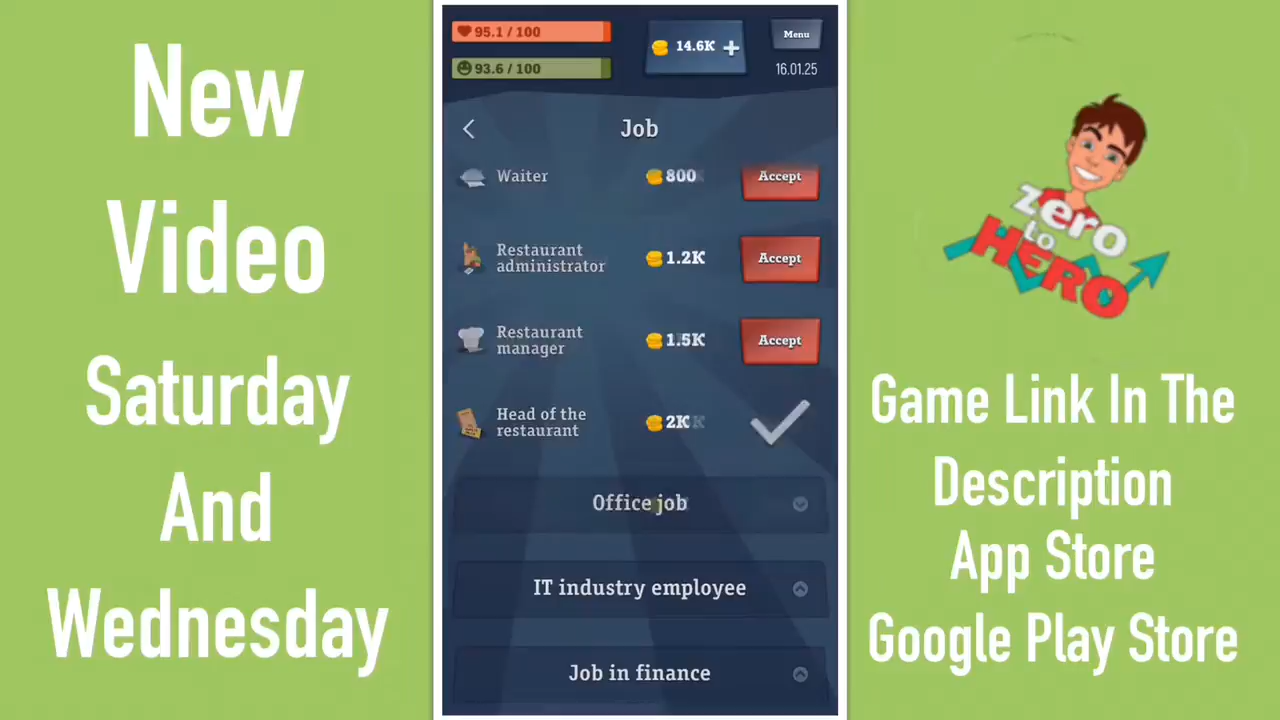 New
Video
Saturday
And
Wednesday
95.1 / 100
93.6 / 100
14.6K
Menu
16.01.25
Job
Waiter
800
Accept
Restaurant
administrator
1.2K
Accept
Restaurant
manager
1.5K
Accept
Head of the
restaurant
2K
Office job
IT industry employee
Job in finance
zero
to
HERO
Game Link In The
Description
App Store
Google Play Store